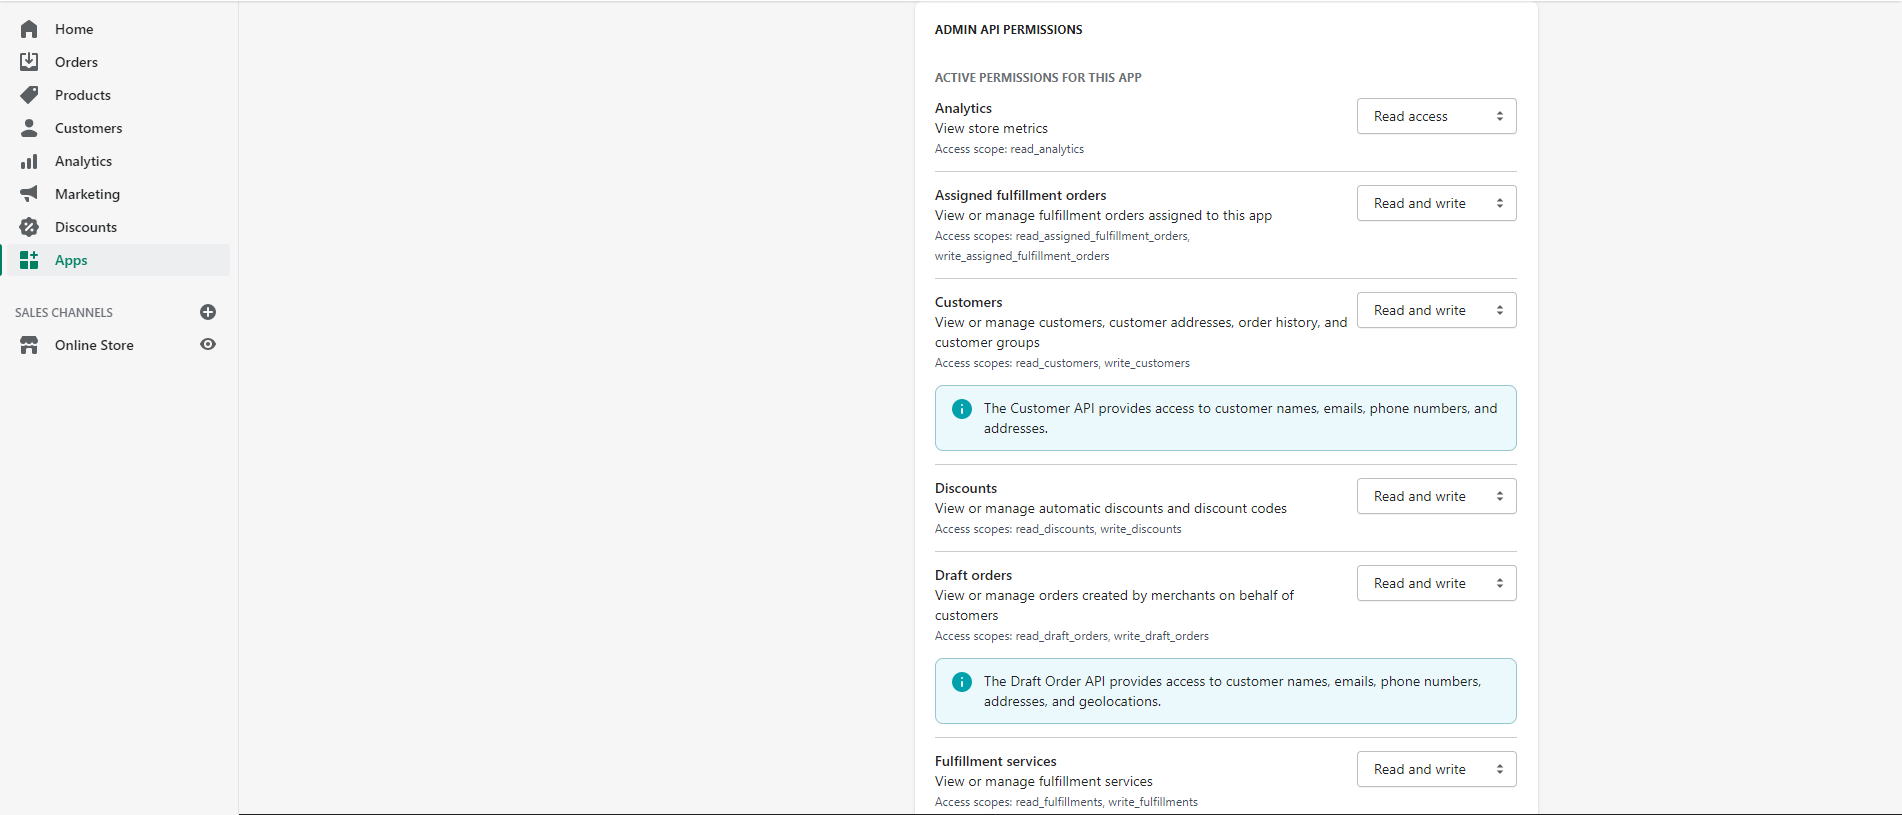 Home
Orders
Products
Customers
Analytics
Marketing
Discounts
Apps
SALES CHANNELS
Online Store
ADMIN API PERMISSIONS
ACTIVE PERMISSIONS FOR THIS APP
Analytics
View store metrics
Access scope: read_analytics
Read access
Assigned fulfillment orders
View or manage fulfillment orders assigned to this app
Access scopes: read_assigned_fulfillment_orders,
write_assigned_fulfillment_orders
Read and write
Customers
View or manage customers, customer addresses, order history, and
customer groups
Access scopes: read_customers, write_customers
Read and write
The Customer API provides access to customer names, emails, phone numbers, and
addresses.
Discounts
View or manage automatic discounts and discount codes
Access scopes: read_discounts, write_discounts
Read and write
Draft orders
View or manage orders created by merchants on behalf of
customers
Access scopes: read_draft_orders, write_draft_orders
Read and write
The Draft Order API provides access to customer names, emails, phone numbers,
addresses, and geolocations.
Fulfillment services
View or manage fulfillment services
Access scopes: read_fulfillments, write_fulfillments
Read and write